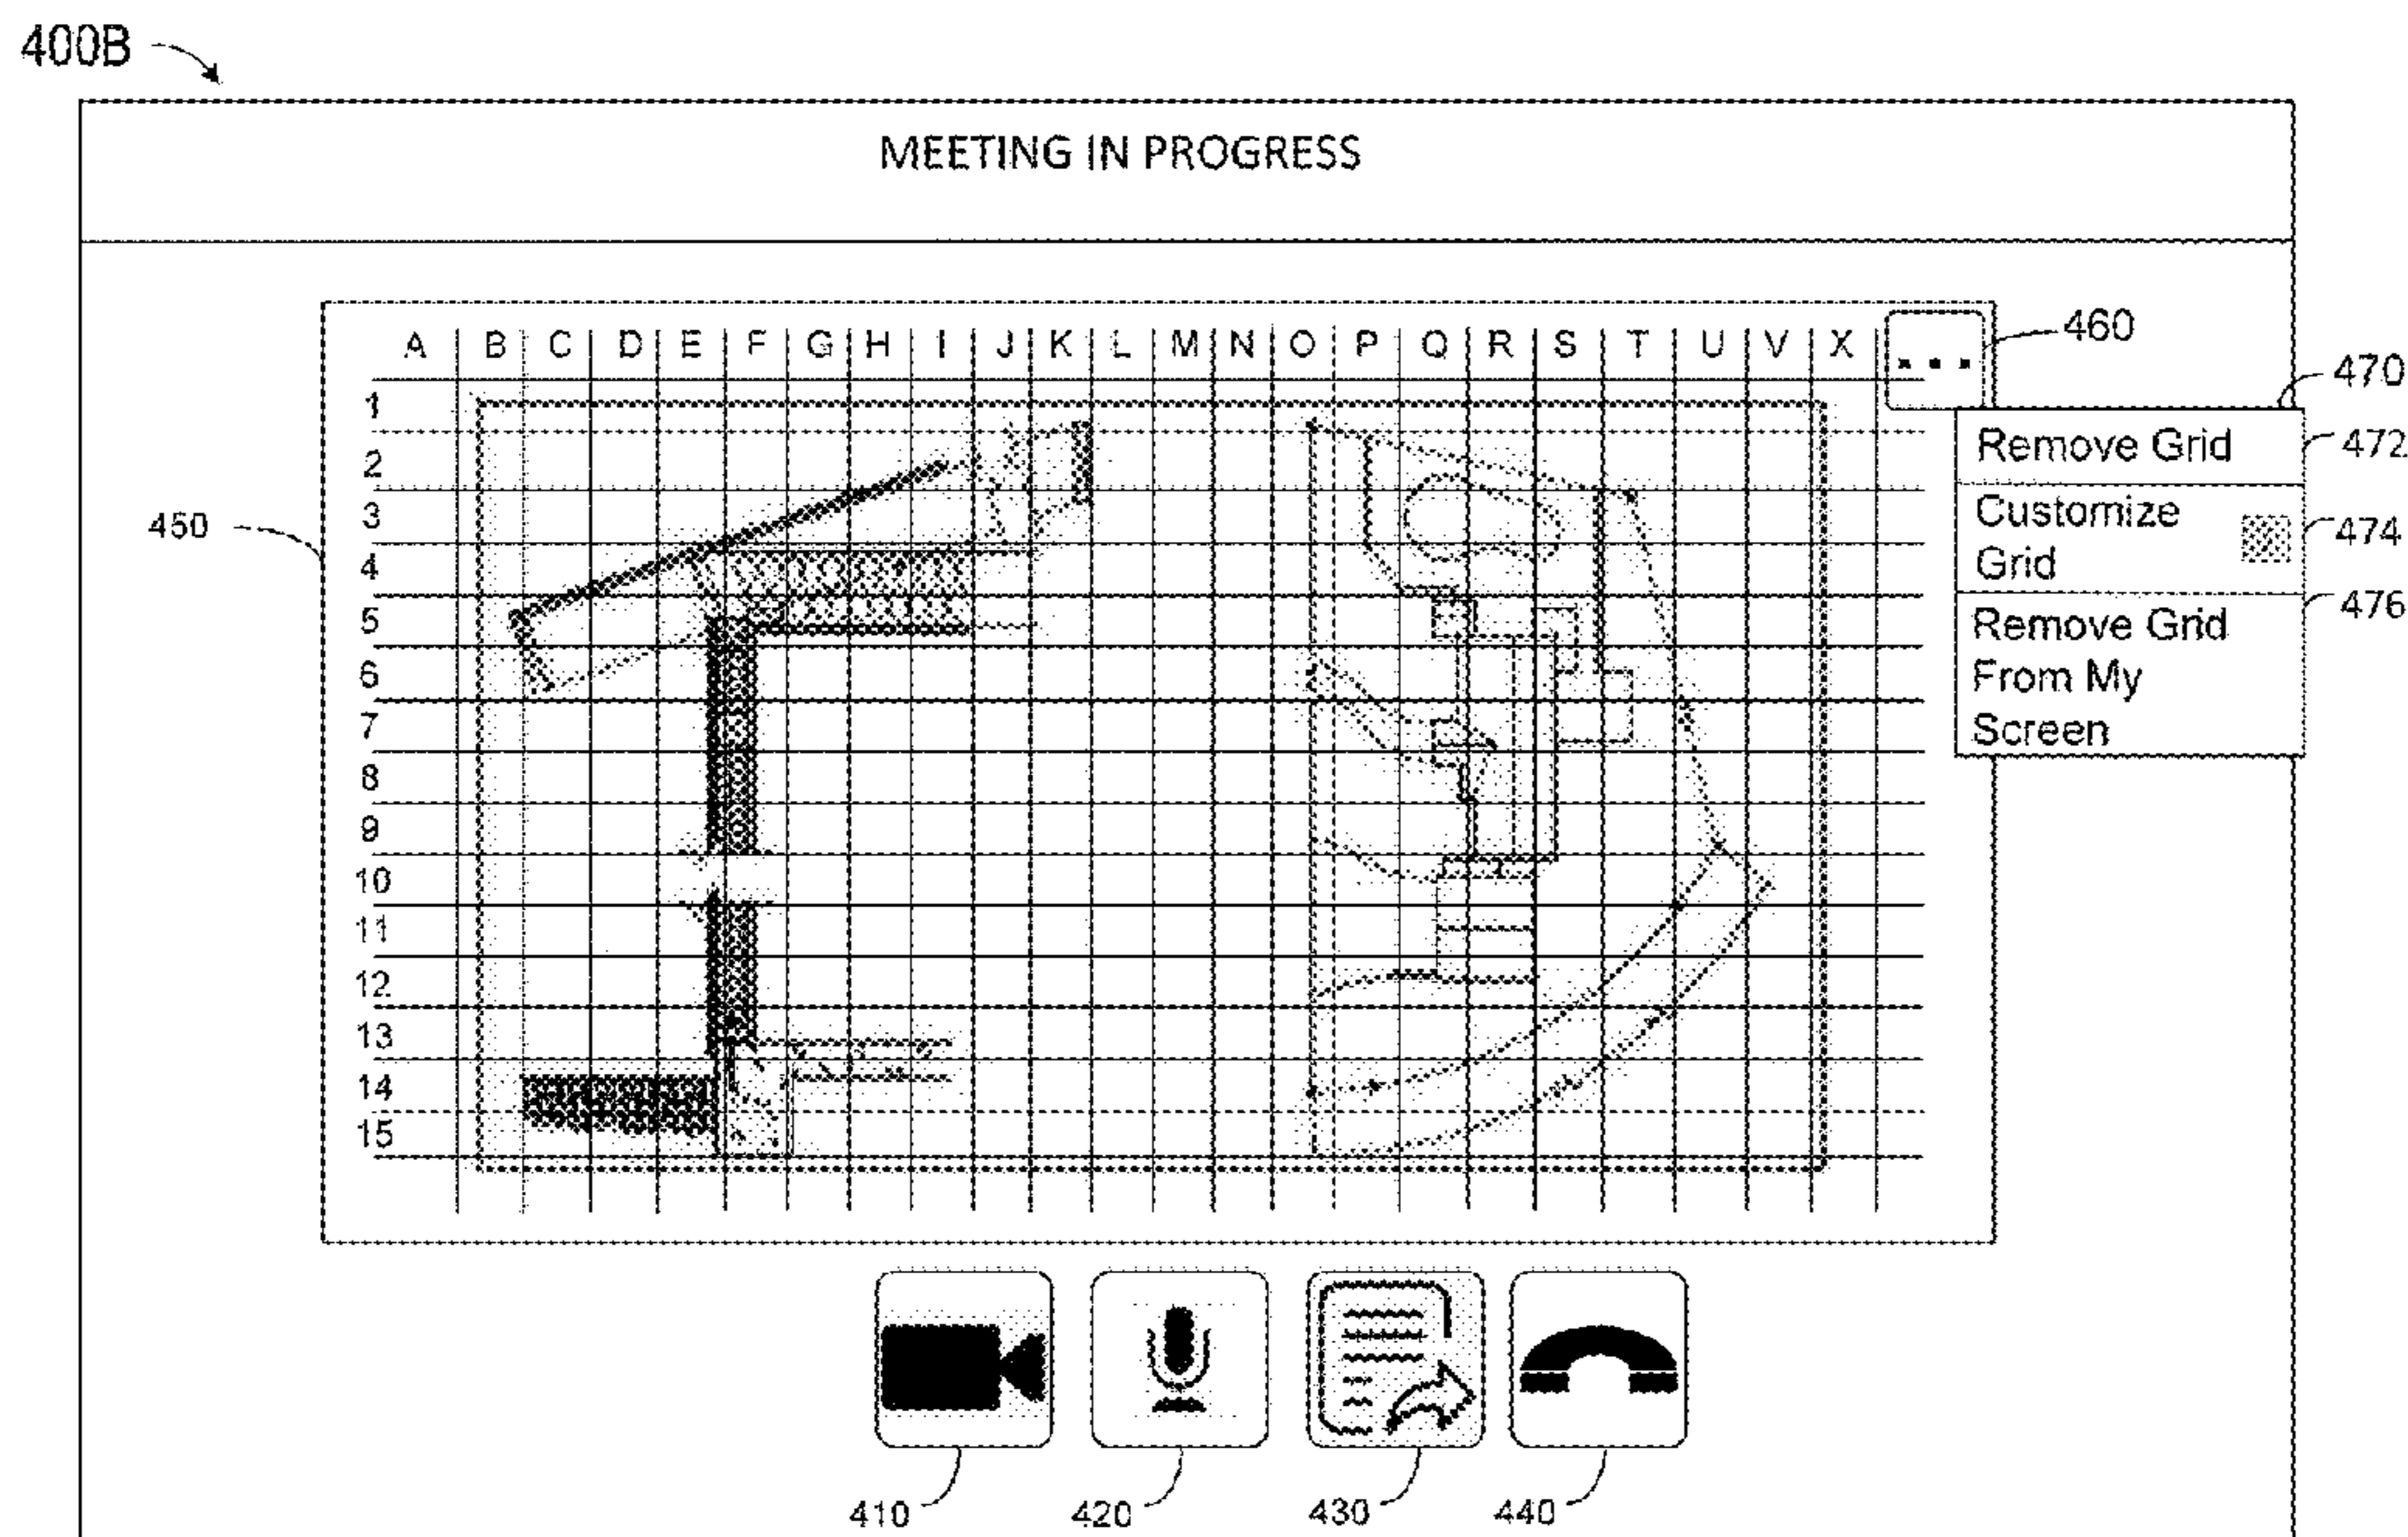 400B
MEETING IN PROGRESS
A B C D E F G H I J K L M N O P Q R S T U V X
...
460
470
1
2
3
4
5
6
7
8
9
10
11
12
13
14
15
450
Remove Grid
472
Customize
Grid
474
Remove Grid
From My
Screen
476
410
420
430
440